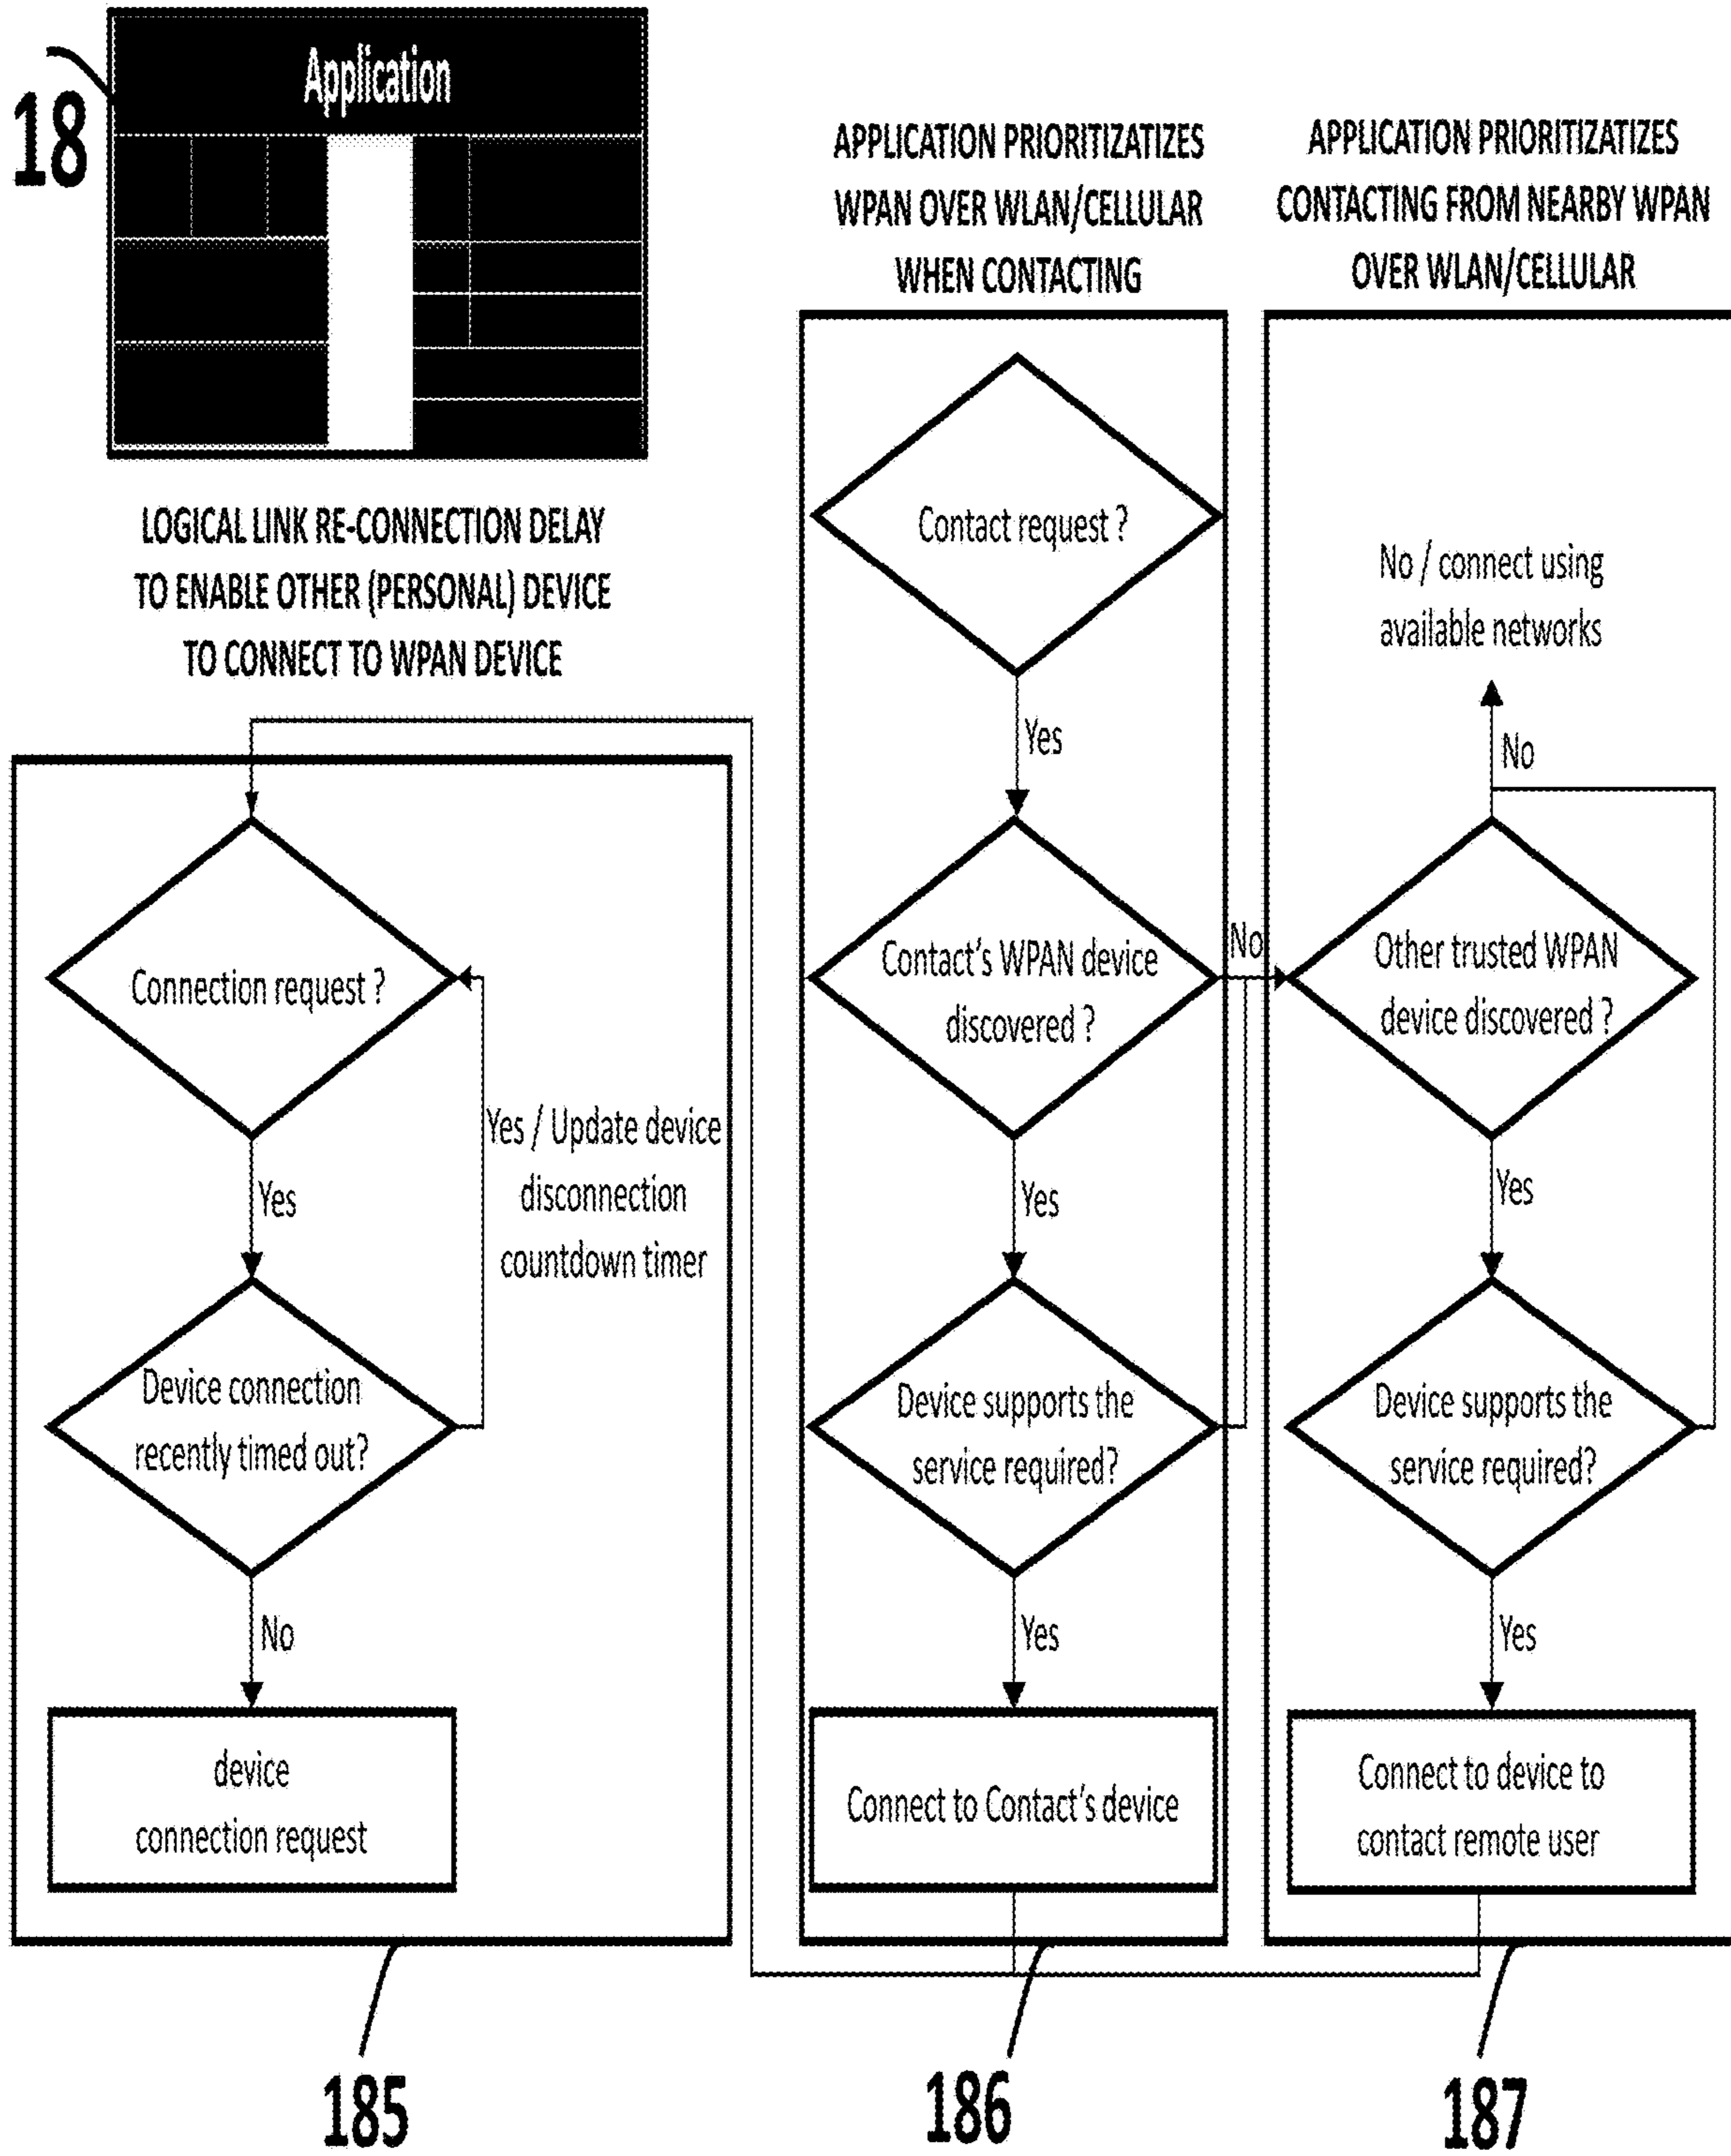 18
Application
LOGICAL LINK RE-CONNECTION DELAY
TO ENABLE OTHER (PERSONAL) DEVICE
TO CONNECT TO WPAN DEVICE
Connection request ?
Yes
Yes / Update device
disconnection
countdown timer
Device connection
recently timed out?
No
device
connection request
185
APPLICATION PRIORITIZATIZES
WPAN OVER WLAN/CELLULAR
WHEN CONTACTING
Contact request ?
Yes
Contact's WPAN device
discovered ?
No
Yes
Device supports the
service required?
Yes
Connect to Contact's device
186
APPLICATION PRIORITIZATIZES
CONTACTING FROM NEARBY WPAN
OVER WLAN/CELLULAR
No / connect using
available networks
No
Other trusted WPAN
device discovered ?
Yes
Device supports the
service required?
Yes
Connect to device to
contact remote user
187